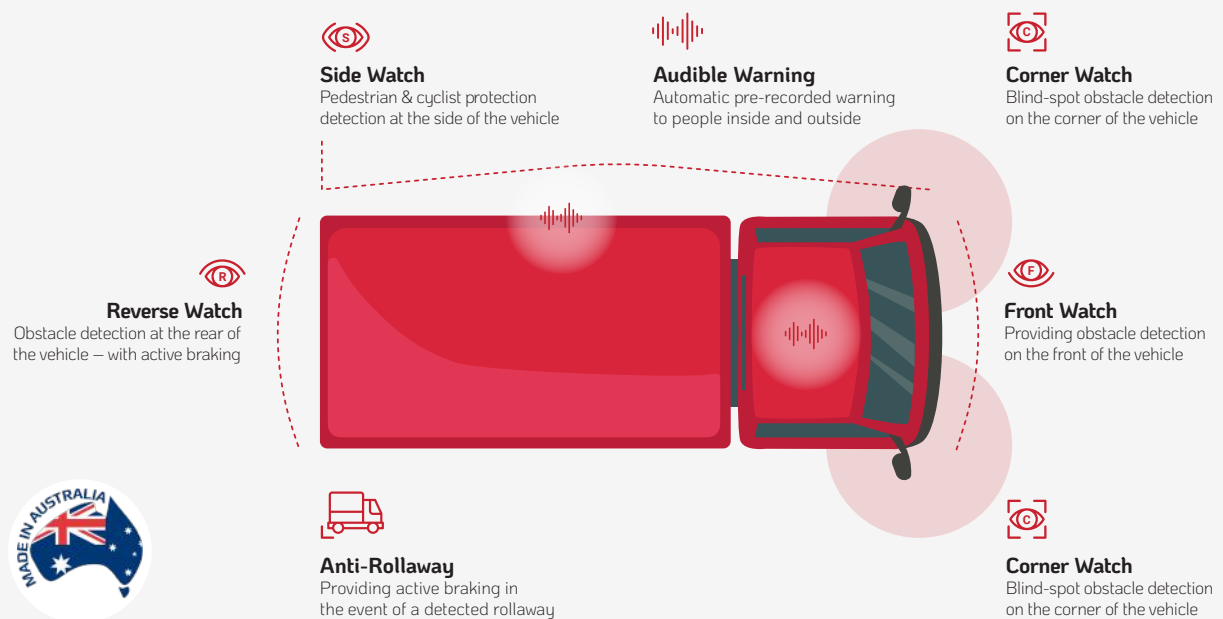 S
Side Watch
Pedestrian & cyclist protection
detection at the side of the vehicle
Audible Warning
Automatic pre-recorded warning
to people inside and outside
C
Corner Watch
Blind-spot obstacle detection
on the corner of the vehicle
R
Reverse Watch
Obstacle detection at the rear of
the vehicle – with active braking
F
Front Watch
Providing obstacle detection
on the front of the vehicle
MADE IN AUSTRALIA
Anti-Rollaway
Providing active braking in
the event of a detected rollaway
C
Corner Watch
Blind-spot obstacle detection
on the corner of the vehicle